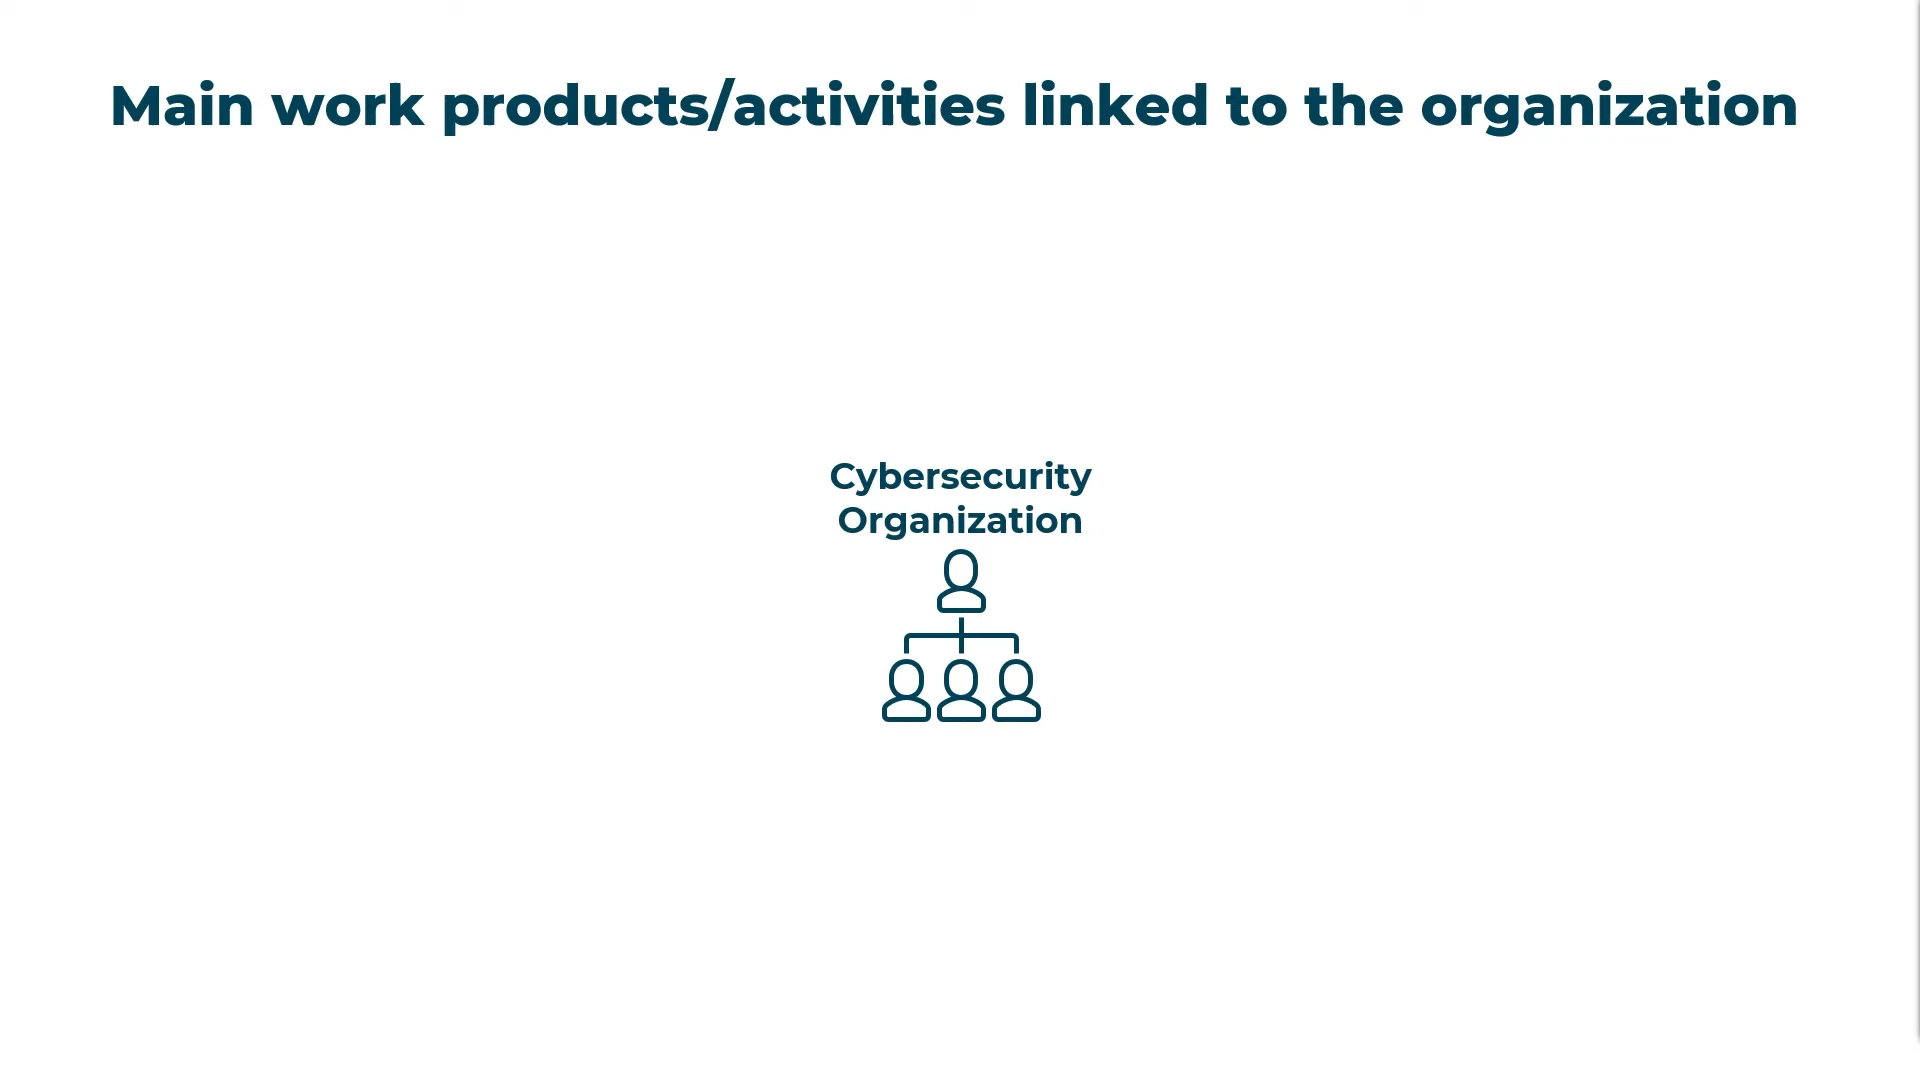 Main work products/activities linked to the organization
Cybersecurity
Organization